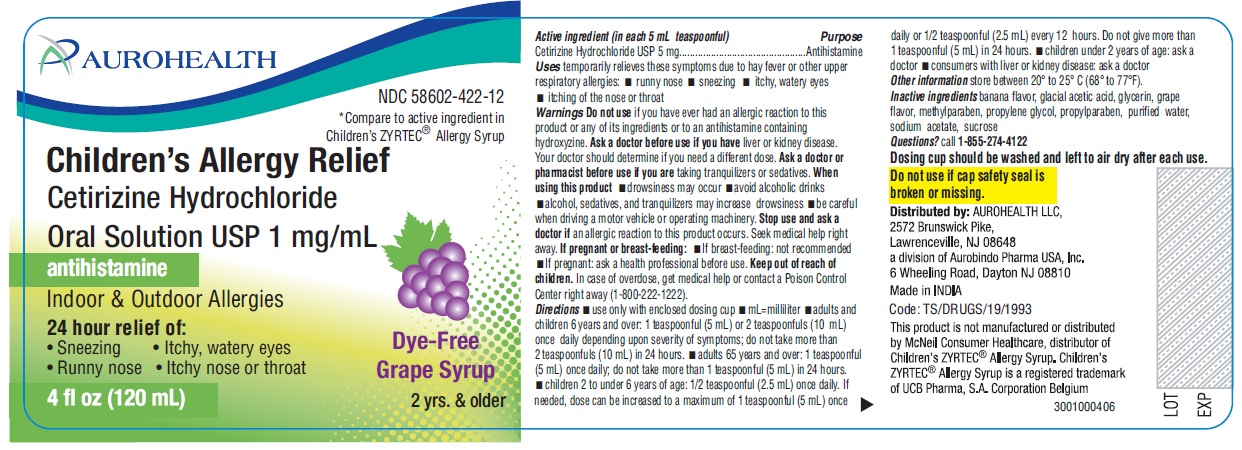 AUROHEALTH
NDC 58602-422-12
*Compare to active ingredient in
Children's ZYRTEC® Allergy Syrup
Children's Allergy Relief
Cetirizine Hydrochloride
Oral Solution USP 1 mg/mL
antihistamine
Indoor & Outdoor Allergies
24 hour relief of:
• Sneezing • Itchy, watery eyes
• Runny nose • Itchy nose or throat
4 fl oz (120 mL)
Dye-Free
Grape Syrup
2 yrs. & older
Active ingredient (in each 5 mL teaspoonful) Purpose
Cetirizine Hydrochloride USP 5 mg................................................Antihistamine
Uses temporarily relieves these symptoms due to hay fever or other upper
respiratory allergies: ■ runny nose ■ sneezing ■ itchy, watery eyes
■ itching of the nose or throat
Warnings Do not use if you have ever had an allergic reaction to this
product or any of its ingredients or to an antihistamine containing
hydroxyzine. Ask a doctor before use if you have liver or kidney disease.
Your doctor should determine if you need a different dose. Ask a doctor or
pharmacist before use if you are taking tranquilizers or sedatives. When
using this product ■ drowsiness may occur ■ avoid alcoholic drinks
■ alcohol, sedatives, and tranquilizers may increase drowsiness ■ be careful
when driving a motor vehicle or operating machinery. Stop use and ask a
doctor if an allergic reaction to this product occurs. Seek medical help right
away. If pregnant or breast-feeding: ■ If breast-feeding: not recommended
■ If pregnant: ask a health professional before use. Keep out of reach of
children. In case of overdose, get medical help or contact a Poison Control
Center right away (1-800-222-1222).
Directions ■ use only with enclosed dosing cup ■ mL=milliliter ■ adults and
children 6 years and over: 1 teaspoonful (5 mL) or 2 teaspoonfuls (10 mL)
once daily depending upon severity of symptoms; do not take more than
2 teaspoonfuls (10 mL) in 24 hours. ■ adults 65 years and over: 1 teaspoonful
(5 mL) once daily; do not take more than 1 teaspoonful (5 mL) in 24 hours.
■ children 2 to under 6 years of age: 1/2 teaspoonful (2.5 mL) once daily. If
needed, dose can be increased to a maximum of 1 teaspoonful (5 mL) once
daily or 1/2 teaspoonful (2.5 mL) every 12 hours. Do not give more than
1 teaspoonful (5 mL) in 24 hours. ■ children under 2 years of age: ask a
doctor ■ consumers with liver or kidney disease: ask a doctor
Other information store between 20° to 25° C (68° to 77°F).
Inactive ingredients banana flavor, glacial acetic acid, glycerin, grape
flavor, methylparaben, propylene glycol, propylparaben, purified water,
sodium acetate, sucrose
Questions? call 1-855-274-4122
Dosing cup should be washed and left to air dry after each use.
Do not use if cap safety seal is
broken or missing.
Distributed by: AUROHEALTH LLC,
2572 Brunswick Pike,
Lawrenceville, NJ 08648
a division of Aurobindo Pharma USA, Inc.
6 Wheeling Road, Dayton NJ 08810
Made in INDIA
Code: TS/DRUGS/19/1993
This product is not manufactured or distributed
by McNeil Consumer Healthcare, distributor of
Children's ZYRTEC® Allergy Syrup. Children's
ZYRTEC® Allergy Syrup is a registered trademark
of UCB Pharma, S.A. Corporation Belgium
3001000406
LOT
EXP